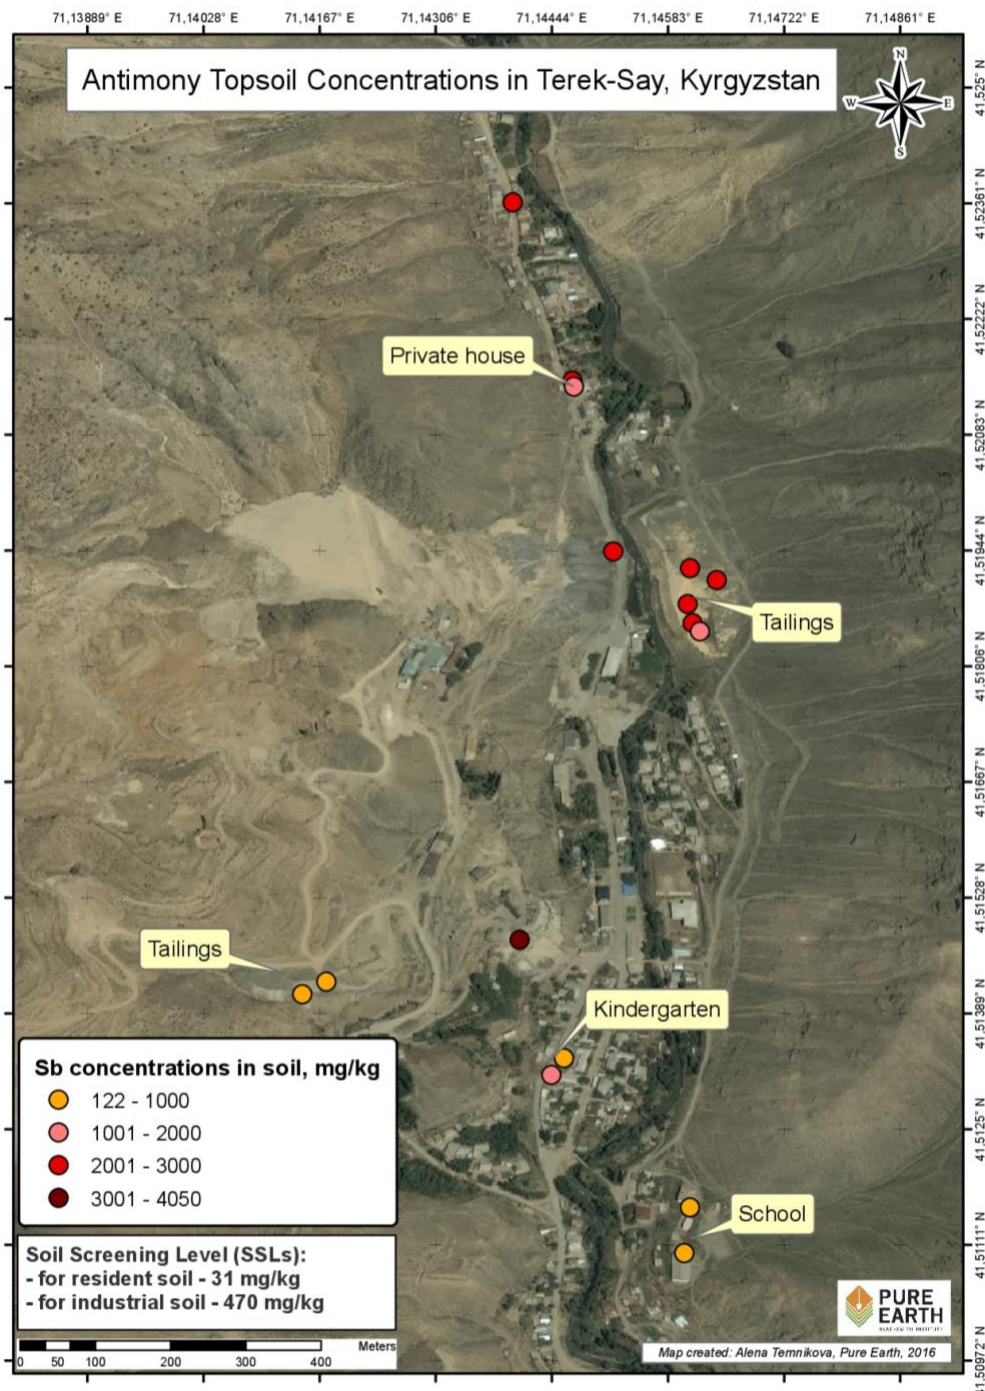 71,13889° E 71,14028° E 71,14167° E 71,14306° E 71,14444° E 71,14583° E 71,14722° E 71,14861° E
Antimony Topsoil Concentrations in Terek-Say, Kyrgyzstan
N
W E
S
41.525° N
41.52361° N
41.52222° N
Private house
41.52083° N
41.51944° N
Tailings
41.51806° N
41.51667° N
41.51528° N
Tailings
41.51389° N
Kindergarten
41.5125° N
School
41.51111° N
41.50972° N
Sb concentrations in soil, mg/kg
122 - 1000
1001 - 2000
2001 - 3000
3001 - 4050
Soil Screening Level (SSLs):
- for resident soil - 31 mg/kg
- for industrial soil - 470 mg/kg
Meters
0 50 100 200 300 400
PURE
EARTH
BLACKSMITH INSTITUTE
Map created: Alena Temnikova, Pure Earth, 2016